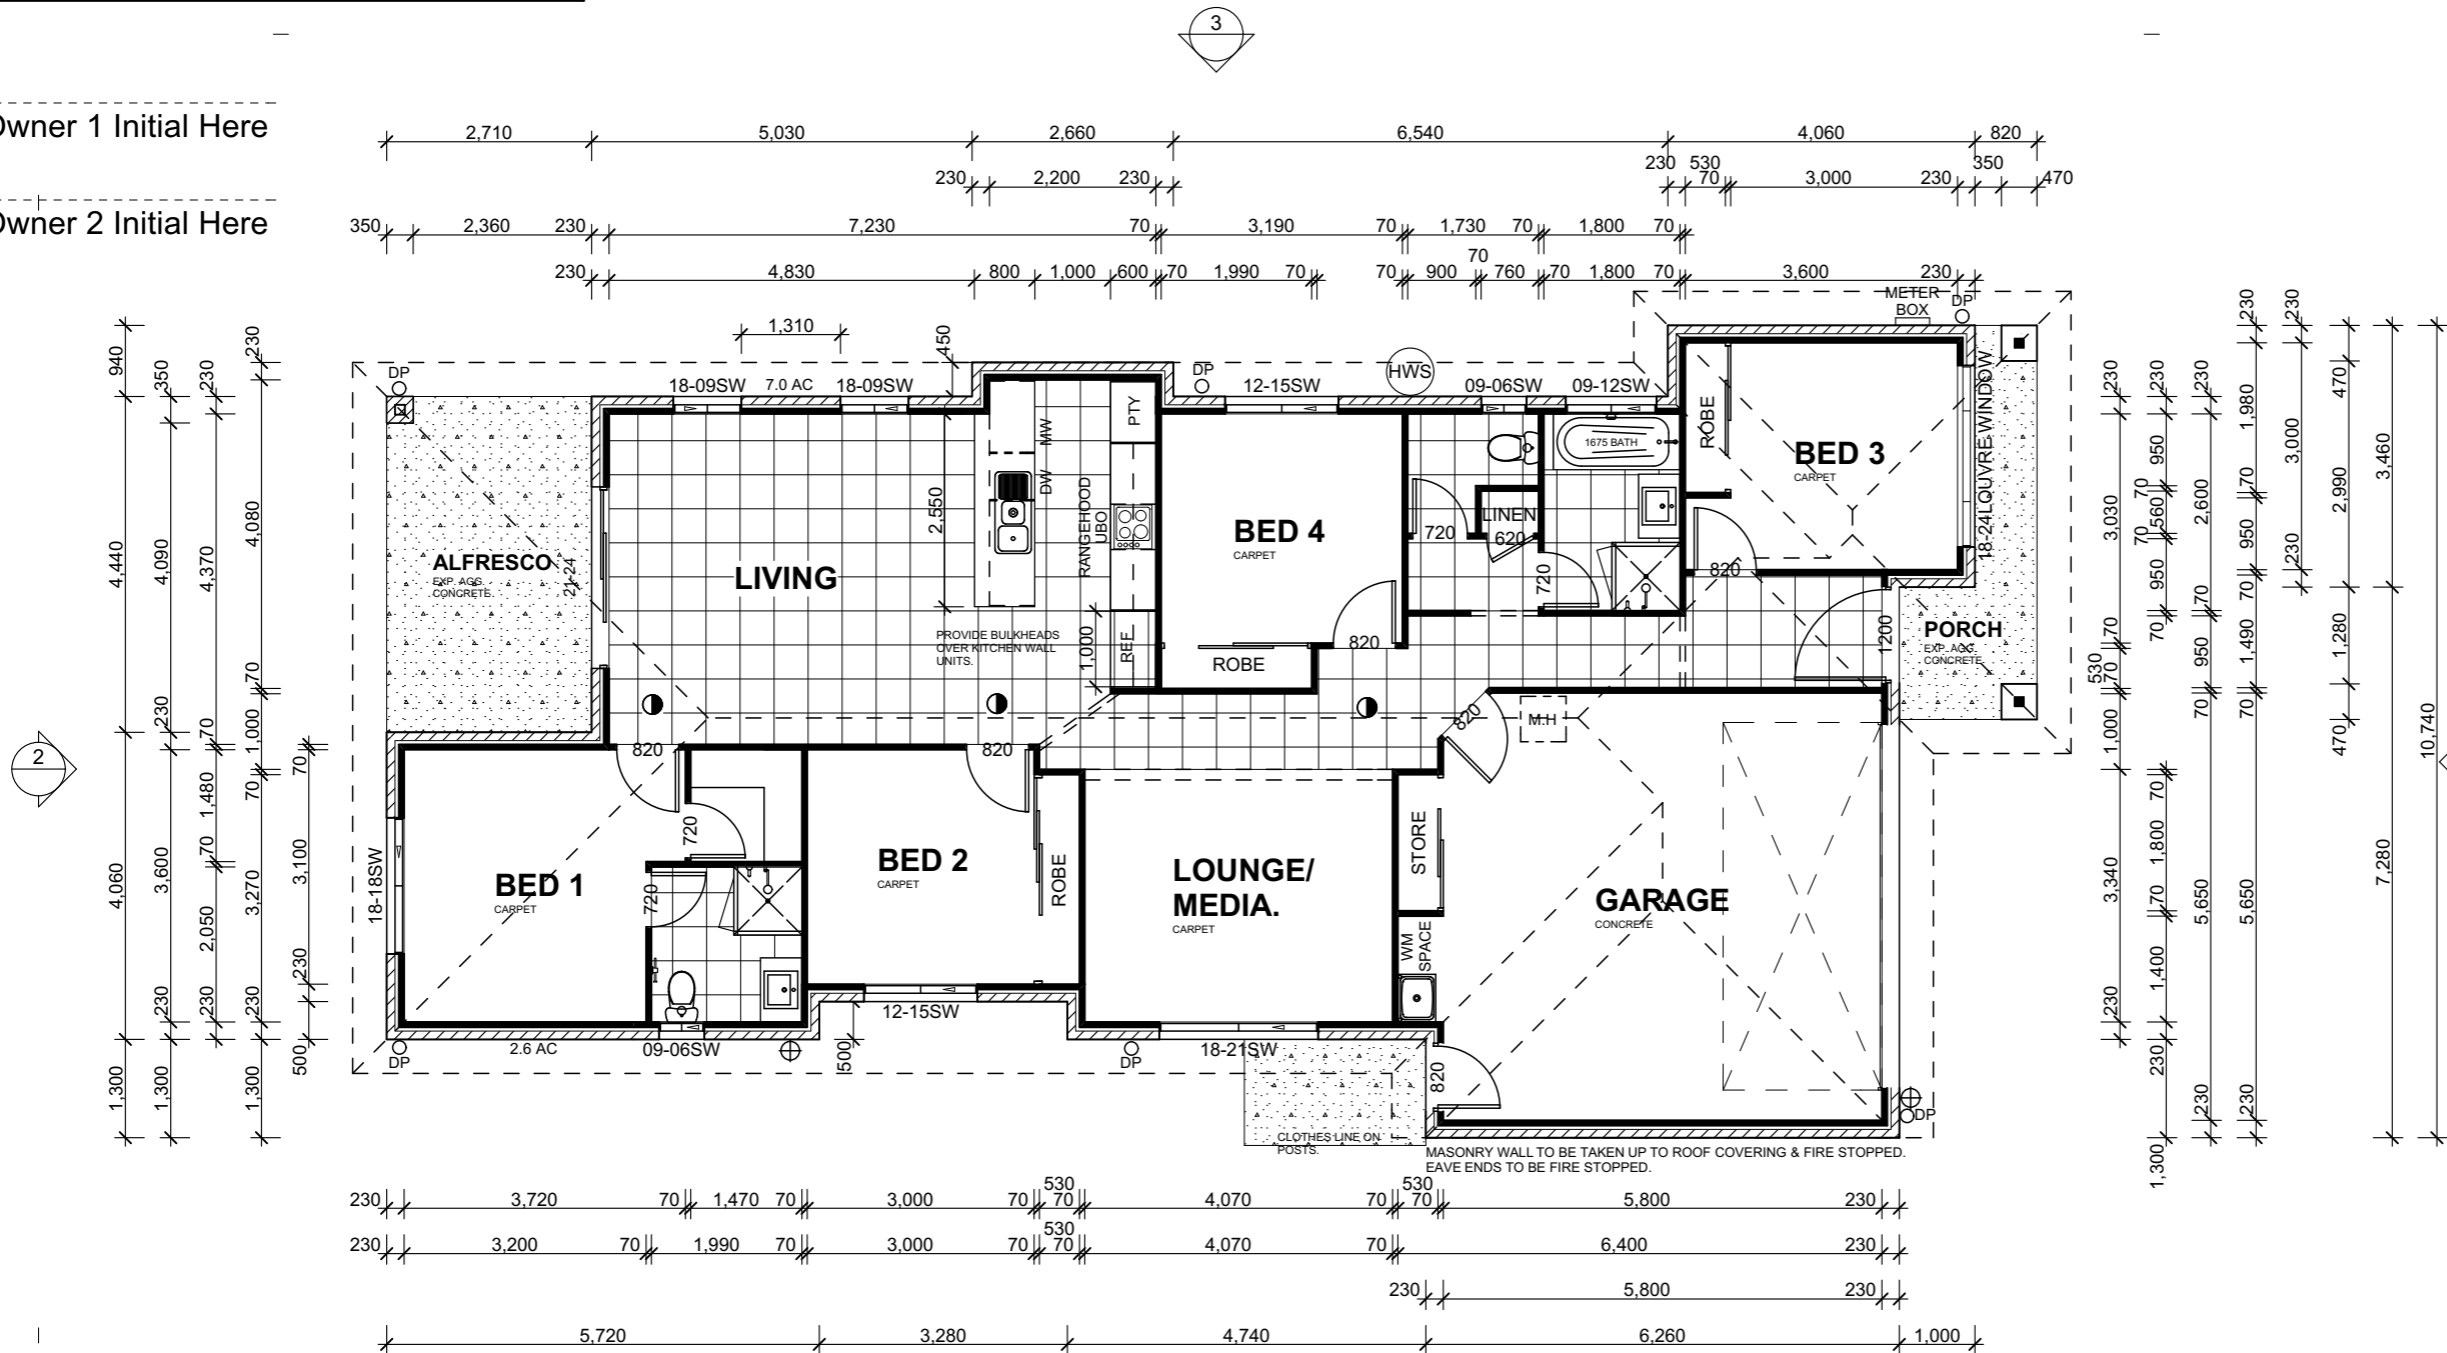 3
Owner 1 Initial Here
Owner 2 Initial Here
2,710 5,030 2,660 6,540 4,060 820
230 2,200 230 230 530 70 3,000 230 350 470
350 2,360 230 7,230 70 3,190 70 1,730 70 1,800 70
230 4,830 800 1,000 600 70 1,990 70 70 900 70 760 70 1,800 70 3,600 230
1,310
450
METER
BOX
DP
DP
18-09SW
7.0 AC
18-09SW
DP
12-15SW
HWS
09-06SW
09-12SW
PTY
MW
DW
2,550
RANGEHOOD
UBO
1,000
REF
ROBE
1675 BATH
BED 3
CARPET
18-24LOUVRE WINDOW
ALFRESCO
EXP. AGG.
CONCRETE
21-24
LIVING
BED 4
CARPET
LINEN
720
620
720
820
PROVIDE BULKHEADS
OVER KITCHEN WALL
UNITS.
820
ROBE
1200
PORCH
EXP. AGG.
CONCRETE
2
820
820
820
M.H
720
BED 1
CARPET
18-18SW
720
BED 2
CARPET
ROBE
LOUNGE/
MEDIA.
CARPET
STORE
WM
SPACE
GARAGE
CONCRETE
12-15SW
DP
2.6 AC
09-06SW
500
DP
18-21SW
820
DP
CLOTHES LINE ON
POSTS.
MASONRY WALL TO BE TAKEN UP TO ROOF COVERING & FIRE STOPPED.
EAVE ENDS TO BE FIRE STOPPED.
940 4,440 4,060 1,300
350 4,090 230 3,600 230 1,300
230 4,370 70 1,480 70 2,050 230
230 4,080 70 1,000 70 3,270 230 1,300
70 3,100 230 500
230 3,030 70 530 70 1,000 3,340 230
230 950 70 560 70 950 70 70 1,800 70 1,400 230 1,300
230 2,600 70 950 70 5,650 230
230 1,980 70 950 70 1,490 70 5,650 230
230 3,000 230
470 2,990 1,280 470
3,460 7,280
10,740
230 3,720 70 1,470 70 3,000 70 530 70 4,070 70 530 70 5,800 230
230 3,200 70 1,990 70 3,000 70 530 70 4,070 70 6,400 230
230 5,800 230
5,720 3,280 4,740 6,260 1,000